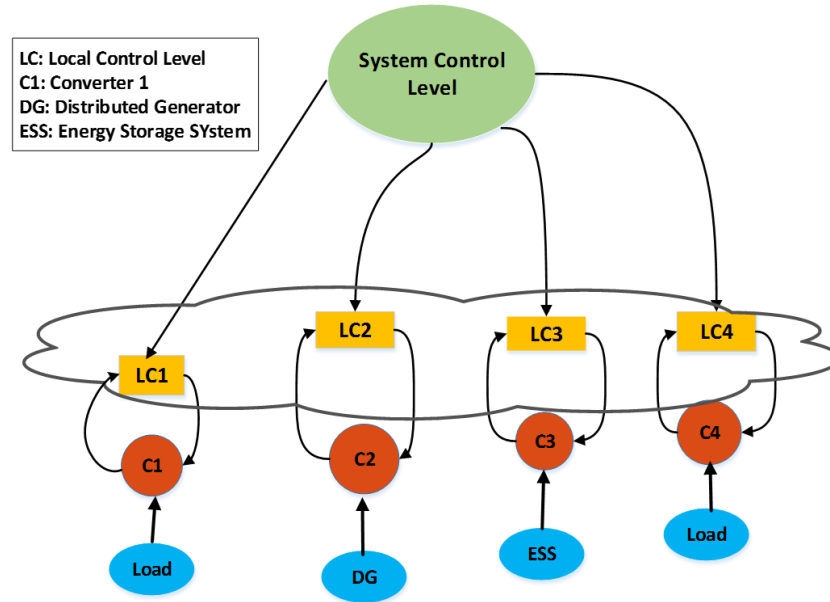 LC: Local Control Level
C1: Converter 1
DG: Distributed Generator
ESS: Energy Storage SYstem
System Control
Level
LC1
LC2
LC3
LC4
C1
C2
C3
C4
Load
DG
ESS
Load